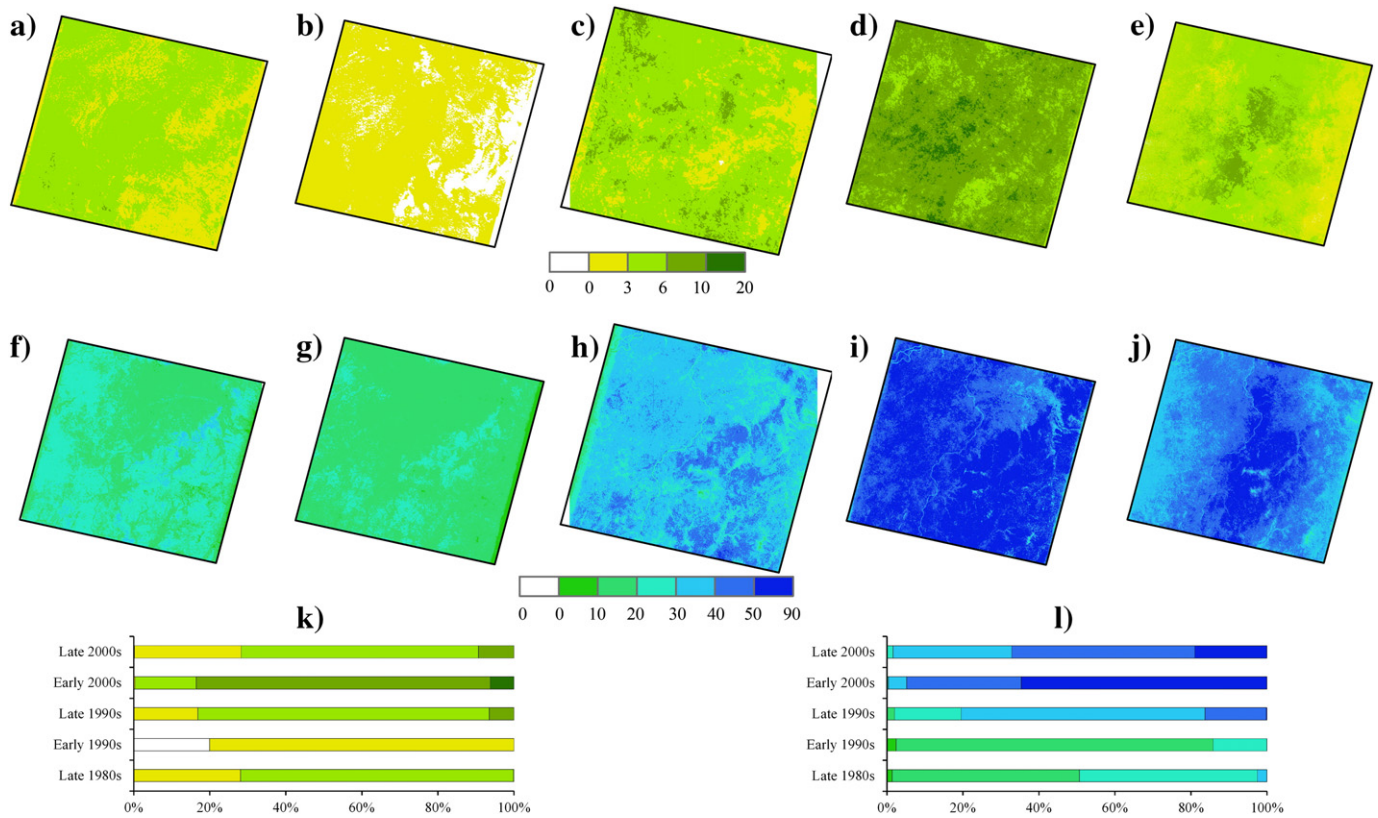 a) b) c) d) e)
0 0 3 6 10 20
f) g) h) i) j)
0 0 10 20 30 40 50 90
k)
Late 2000s
Early 2000s
Late 1990s
Early 1990s
Late 1980s
0% 20% 40% 60% 80% 100%
l)
Late 2000s
Early 2000s
Late 1990s
Early 1990s
Late 1980s
0% 20% 40% 60% 80% 100%